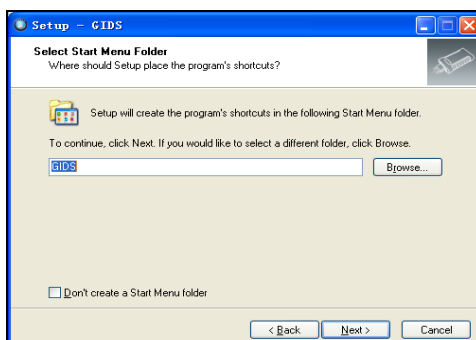 Setup - GIDS
Select Start Menu Folder
Where should Setup place the program's shortcuts?
Setup will create the program's shortcuts in the following Start Menu folder.
To continue, click Next. If you would like to select a different folder, click Browse.
GIDS
Browse...
Don't create a Start Menu folder
< Back
Next >
Cancel